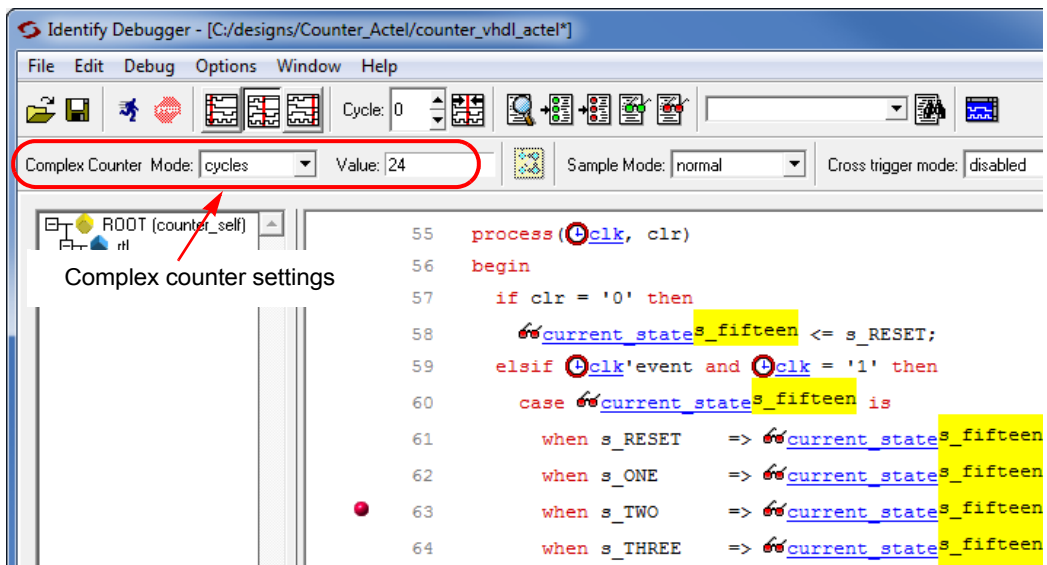 Identify Debugger - [C:/designs/Counter_Actel/counter_vhdl_actel*]
File Edit Debug Options Window Help
STOP Cycle: 0
Complex Counter Mode: cycles Value: 24 Sample Mode: normal Cross trigger mode: disabled
ROOT (counter_self)
rtl
Complex counter settings
55 process(clk, clr)
56 begin
57 if clr = '0' then
58 current_state s_fifteen <= s_RESET;
59 elsif clk'event and clk = '1' then
60 case current_state s_fifteen is
61 when s_RESET => current_state s_fifteen
62 when s_ONE => current_state s_fifteen
63 when s_TWO => current_state s_fifteen
64 when s_THREE => current_state s_fifteen